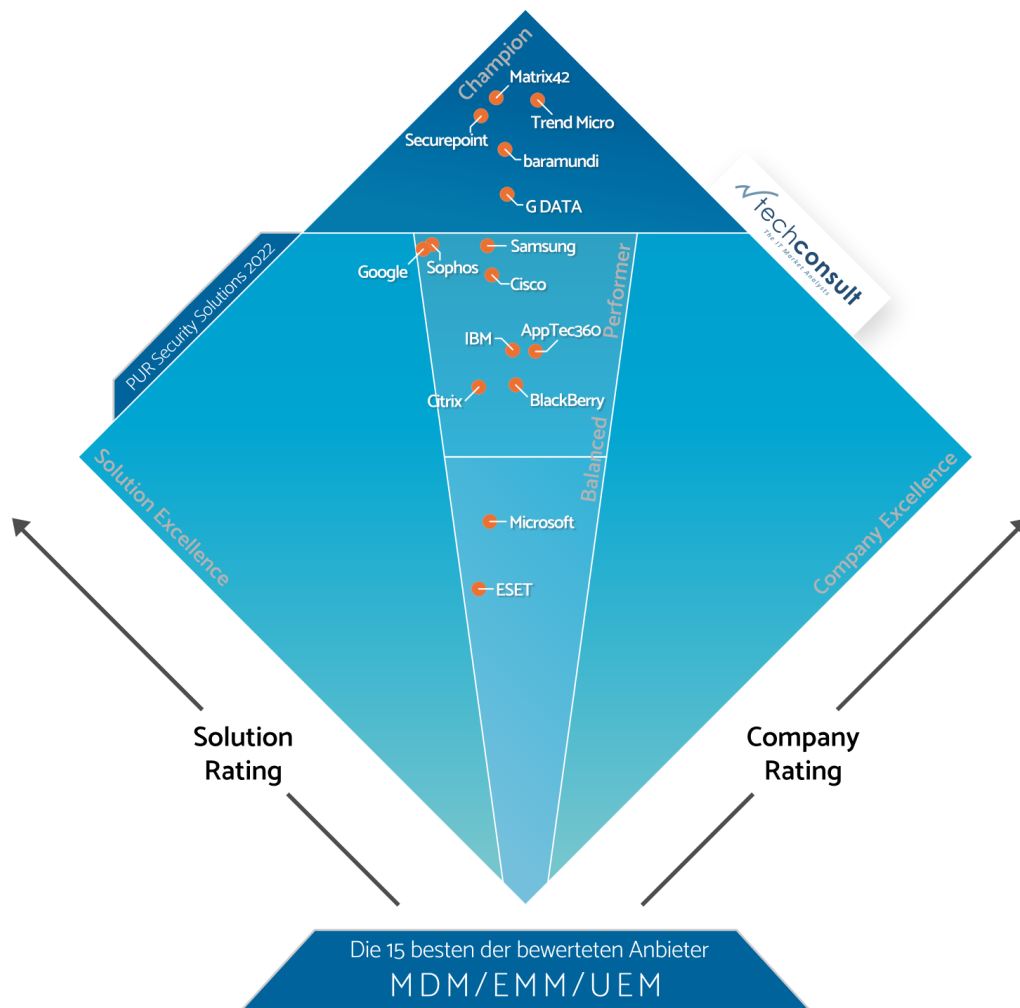 Champion
Matrix42
Trend Micro
Securepoint
baramundi
G DATA
techconsult
The IT Market Analysts
PUR Security Solutions 2022
Google
Sophos
Samsung
Cisco
Performer
IBM
AppTec360
Citrix
BlackBerry
Balanced
Solution Excellence
Company Excellence
Microsoft
ESET
Solution
Rating
Company
Rating
Die 15 besten der bewerteten Anbieter
MDM/EMM/UEM